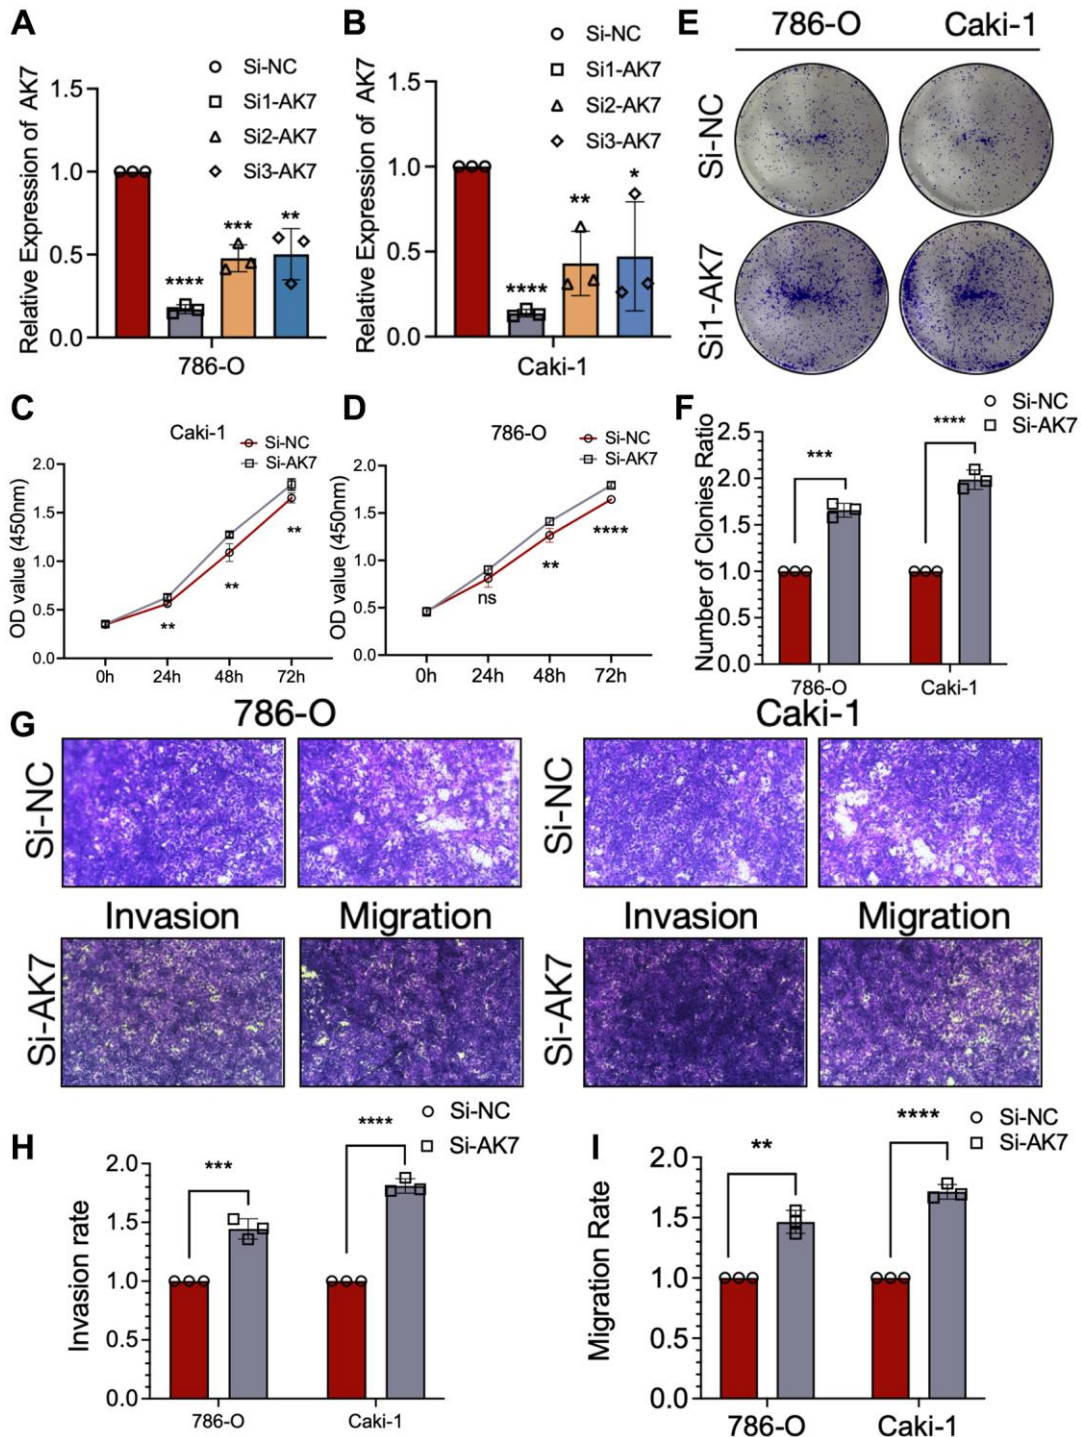 A
Relative Expression of AK7
1.5
1.0
0.5
0.0
Si-NC
Si1-AK7
Si2-AK7
Si3-AK7
****
***
**
786-O
B
Relative Expression of AK7
1.5
1.0
0.5
0.0
Si-NC
Si1-AK7
Si2-AK7
Si3-AK7
****
**
*
Caki-1
E
786-O
Caki-1
Si-NC
Si1-AK7
C
Caki-1
Si-NC
Si-AK7
OD value (450nm)
2.0
1.5
1.0
0.5
0.0
**
**
**
0h 24h 48h 72h
D
786-O
Si-NC
Si-AK7
OD value (450nm)
2.0
1.5
1.0
0.5
0.0
ns
**
****
0h 24h 48h 72h
F
Si-NC
Si-AK7
Number of Clonies Ratio
2.5
2.0
1.5
1.0
0.5
0.0
***
****
786-O Caki-1
G
786-O
Caki-1
Si-NC
Si-NC
Invasion Migration
Invasion Migration
Si-AK7
Si-AK7
H
Si-NC
Si-AK7
Invasion rate
2.0
1.5
1.0
0.5
0.0
***
****
786-O Caki-1
I
Si-NC
Si-AK7
Migration Rate
2.0
1.5
1.0
0.5
0.0
**
****
786-O Caki-1